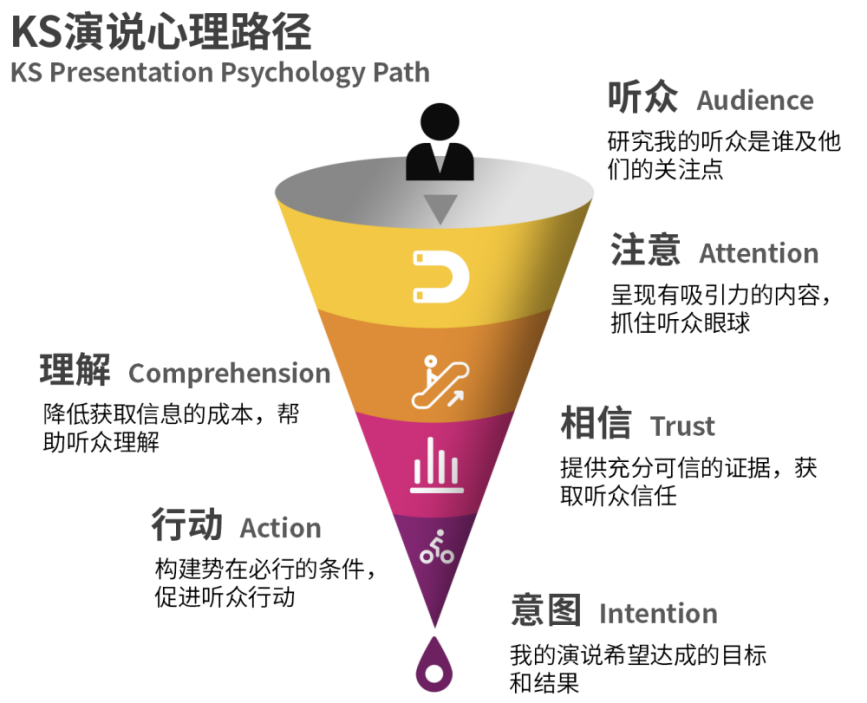 KS演说心理路径
KS Presentation Psychology Path
听众 Audience
研究我的听众是谁及他
们的关注点
注意 Attention
呈现有吸引力的内容，
抓住听众眼球
理解 Comprehension
降低获取信息的成本，帮
助听众理解
相信 Trust
提供充分可信的证据，获
取听众信任
行动 Action
构建势在必行的条件，
促进听众行动
意图 Intention
我的演说希望达成的目标
和结果